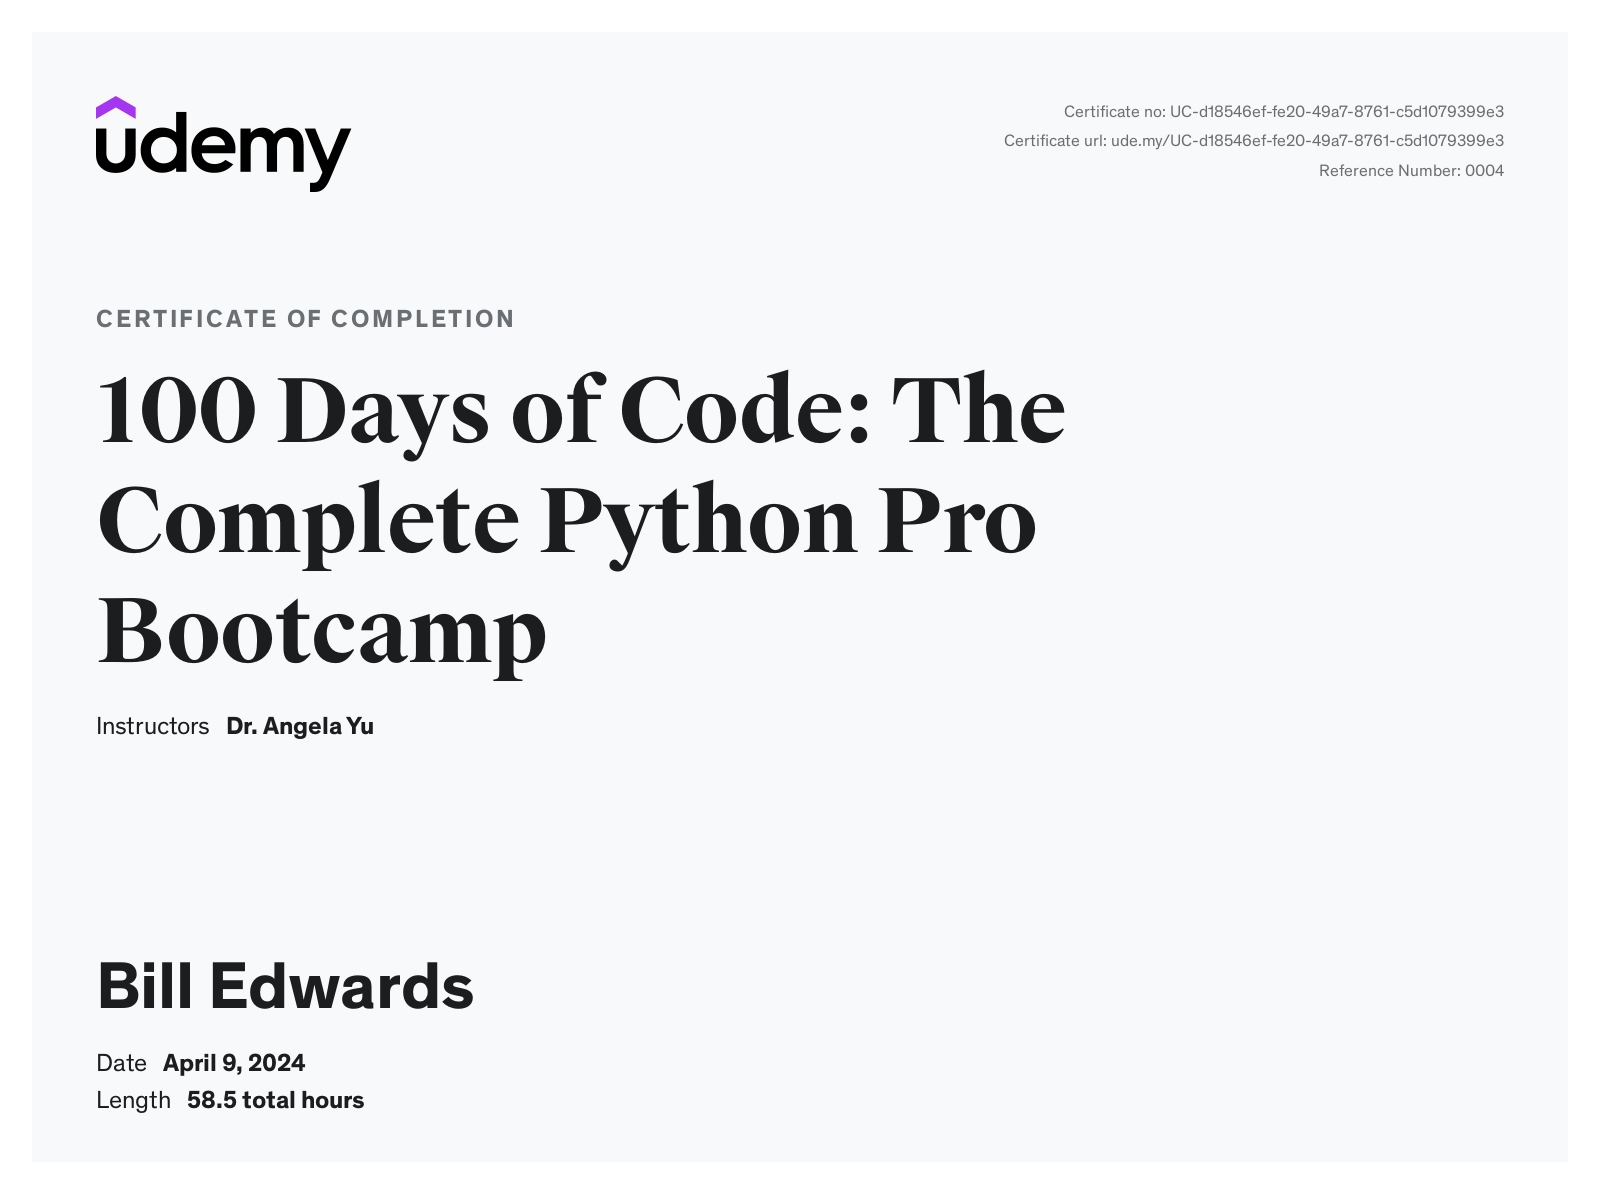 udemy
Certificate no: UC-d18546ef-fe20-49a7-8761-c5d1079399e3
Certificate url: ude.my/UC-d18546ef-fe20-49a7-8761-c5d1079399e3
Reference Number: 0004
CERTIFICATE OF COMPLETION
100 Days of Code: The
Complete Python Pro
Bootcamp
Instructors Dr. Angela Yu
Bill Edwards
Date April 9, 2024
Length 58.5 total hours